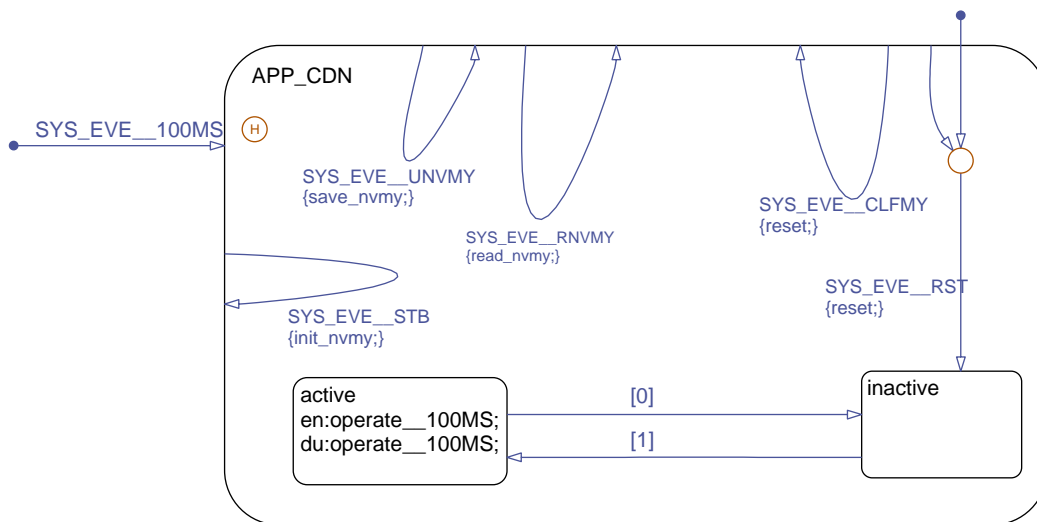 APP_CDN
H
SYS_EVE__100MS
SYS_EVE__UNVMY
{save_nvmy;}
SYS_EVE__RNVMY
{read_nvmy;}
SYS_EVE__CLFMY
{reset;}
SYS_EVE__RST
{reset;}
SYS_EVE__STB
{init_nvmy;}
active
en:operate__100MS;
du:operate__100MS;
[0]
[1]
inactive